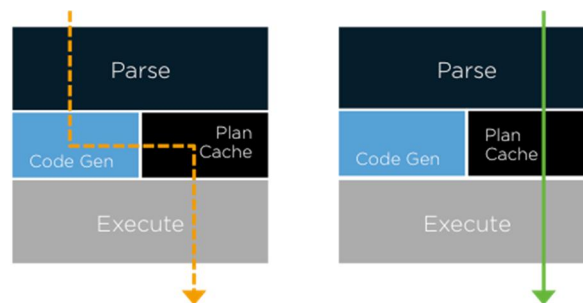 Parse
Code Gen
Plan
Cache
Execute
Parse
Code Gen
Plan
Cache
Execute